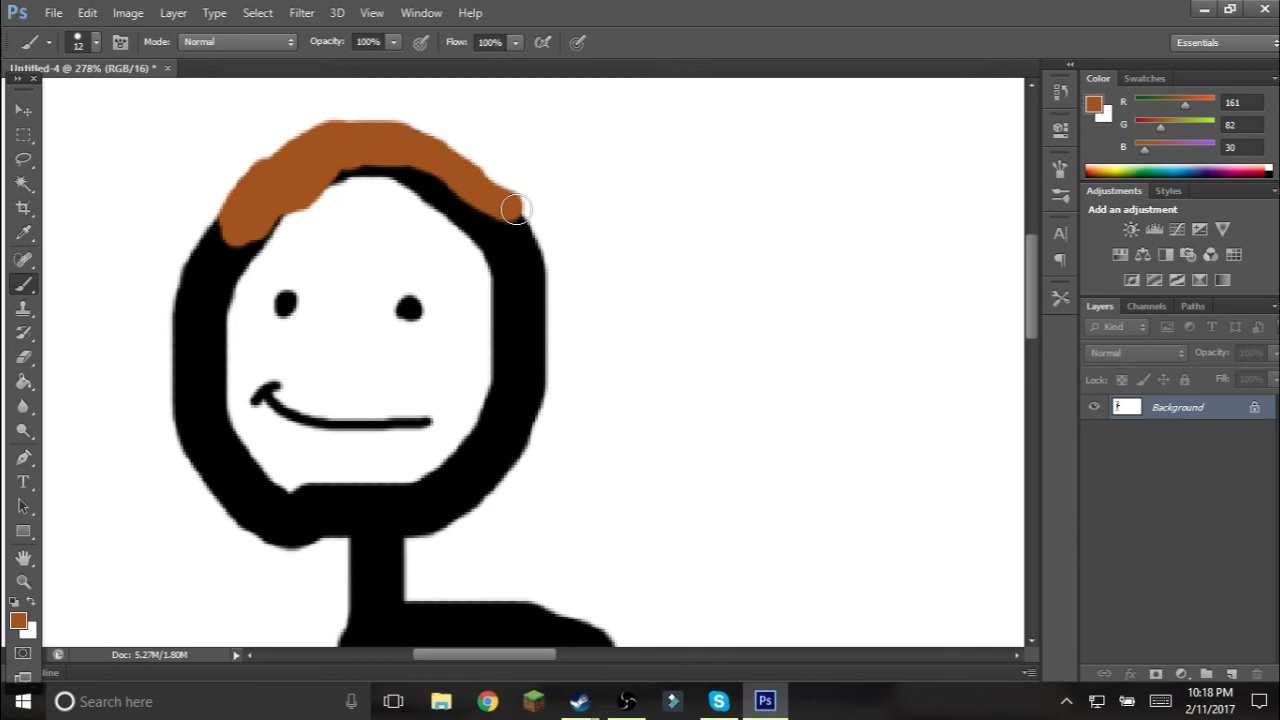 Ps File Edit Image Layer Type Select Filter 3D View Window Help
12 Mode: Normal Opacity: 100% Flow: 100% Essentials
Untitled-4 @ 278% (RGB/16) * ×
Color Swatches
R 161
G 82
B 30
Adjustments Styles
Add an adjustment
Layers Channels Paths
Kind
Normal Opacity: 100%
Lock: Fill: 100%
Background
Doc: 5.27M/1.80M
line
Search here
10:18 PM
2/11/2017